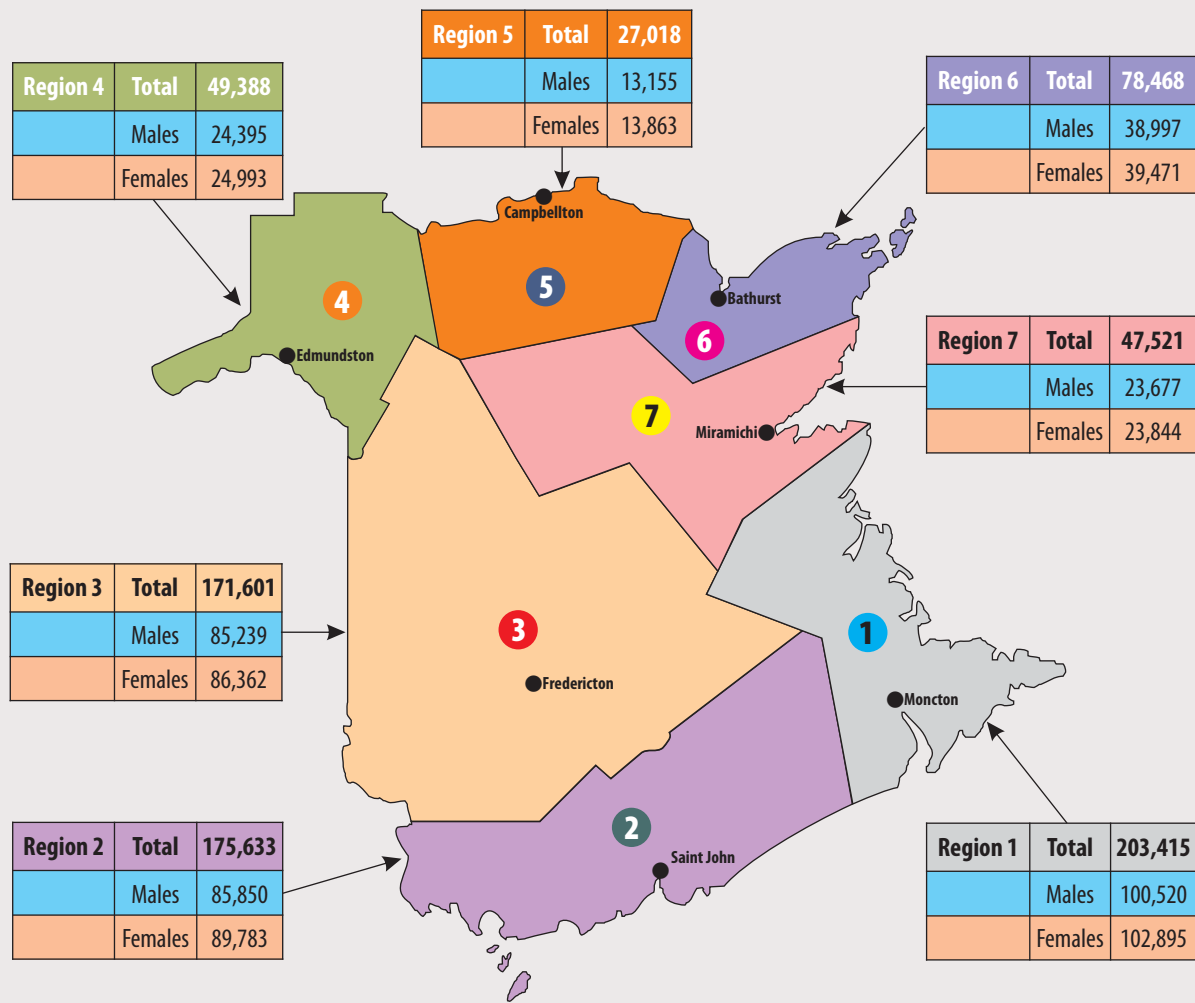 Region 5 Total 27,018
Males 13,155
Females 13,863
Region 4 Total 49,388
Males 24,395
Females 24,993
Region 6 Total 78,468
Males 38,997
Females 39,471
Campbellton
5
4
Bathurst
6
Edmundston
Region 7 Total 47,521
Males 23,677
Females 23,844
7
Miramichi
Region 3 Total 171,601
Males 85,239
Females 86,362
3
1
Fredericton
Moncton
Region 2 Total 175,633
Males 85,850
Females 89,783
2
Saint John
Region 1 Total 203,415
Males 100,520
Females 102,895